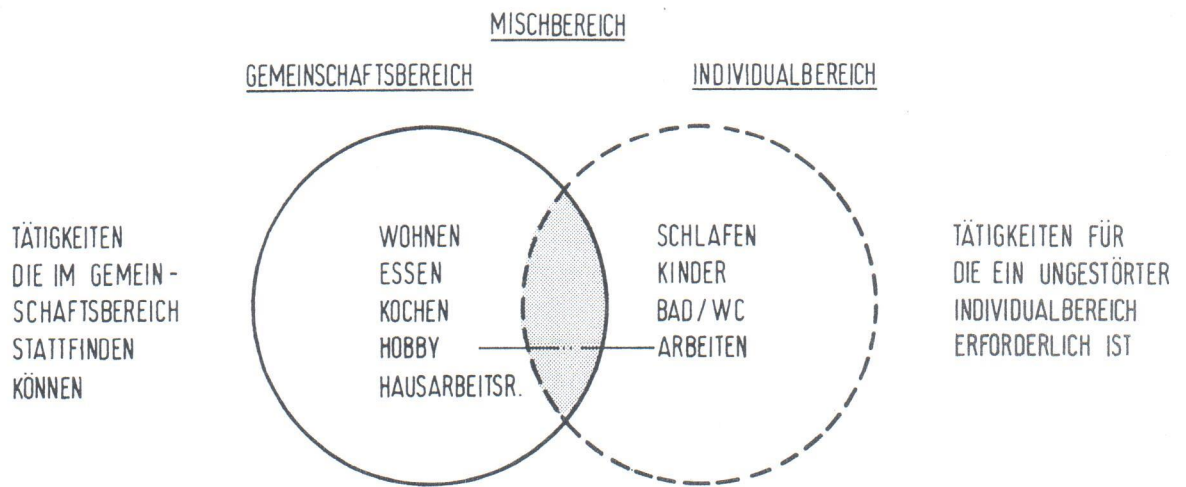 MISCHBEREICH
GEMEINSCHAFTSBEREICH
INDIVIDUALBEREICH
TÄTIGKEITEN
DIE IM GEMEIN-
SCHAFTSBEREICH
STATTFINDEN
KÖNNEN
WOHNEN
ESSEN
KOCHEN
HOBBY
HAUSARBEITSR.
SCHLAFEN
KINDER
BAD/WC
ARBEITEN
TÄTIGKEITEN FÜR
DIE EIN UNGESTÖRTER
INDIVIDUALBEREICH
ERFORDERLICH IST